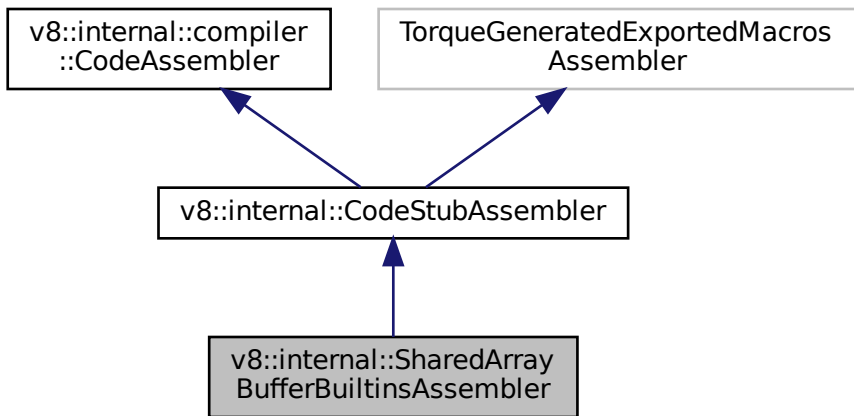 v8::internal::compiler
::CodeAssembler
TorqueGeneratedExportedMacros
Assembler
v8::internal::CodeStubAssembler
v8::internal::SharedArray
BufferBuiltinsAssembler